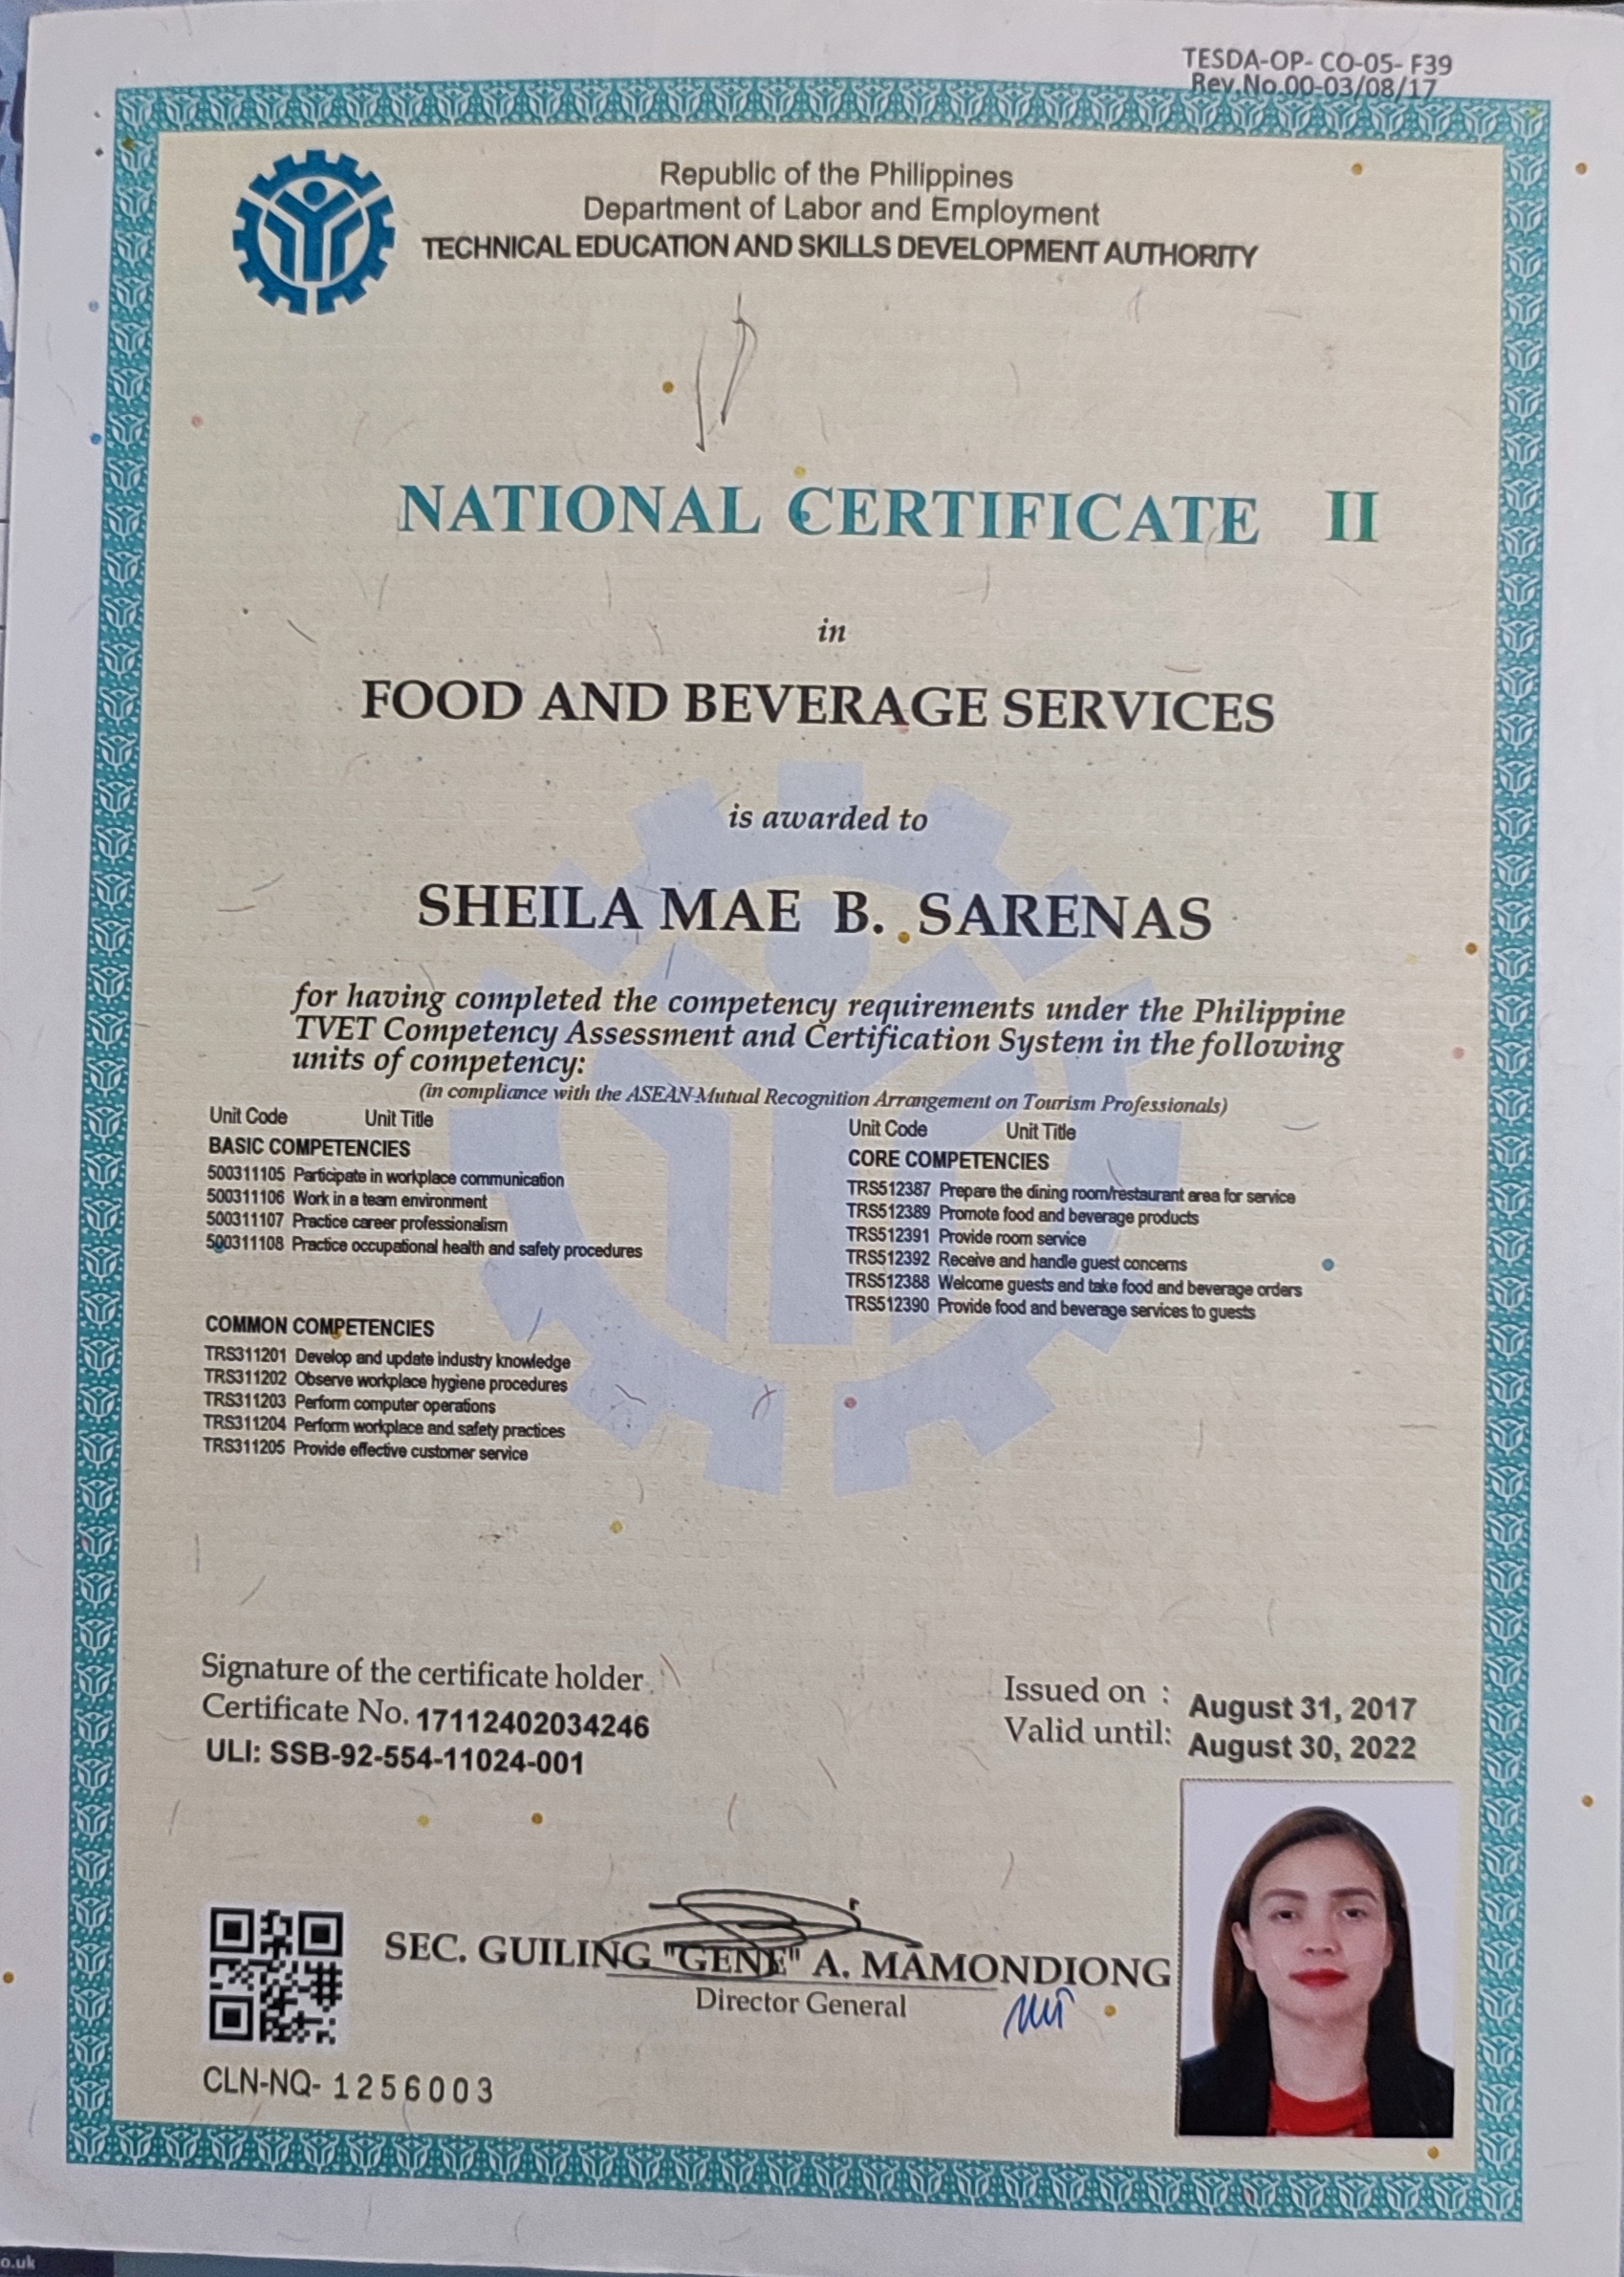 TESDA-OP- CO-05- F39
Rev.No.00-03/08/17
Republic of the Philippines
Department of Labor and Employment
TECHNICAL EDUCATION AND SKILLS DEVELOPMENT AUTHORITY
NATIONAL CERTIFICATE II
in
FOOD AND BEVERAGE SERVICES
is awarded to
SHEILA MAE B. SARENAS
for having completed the competency requirements under the Philippine
TVET Competency Assessment and Certification System in the following
units of competency:
(in compliance with the ASEAN Mutual Recognition Arrangement on Tourism Professionals)
Unit Code Unit Title
BASIC COMPETENCIES
500311105 Participate in workplace communication
500311106 Work in a team environment
500311107 Practice career professionalism
500311108 Practice occupational health and safety procedures
COMMON COMPETENCIES
TRS311201 Develop and update industry knowledge
TRS311202 Observe workplace hygiene procedures
TRS311203 Perform computer operations
TRS311204 Perform workplace and safety practices
TRS311205 Provide effective customer service
Unit Code Unit Title
CORE COMPETENCIES
TRS512387 Prepare the dining room/restaurant area for service
TRS512389 Promote food and beverage products
TRS512391 Provide room service
TRS512392 Receive and handle guest concerns
TRS512388 Welcome guests and take food and beverage orders
TRS512390 Provide food and beverage services to guests
Signature of the certificate holder
Certificate No. 17112402034246
ULI: SSB-92-554-11024-001
Issued on : August 31, 2017
Valid until: August 30, 2022
SEC. GUILING "GENE" A. MAMONDIONG
Director General
CLN-NQ- 1256003
o.uk